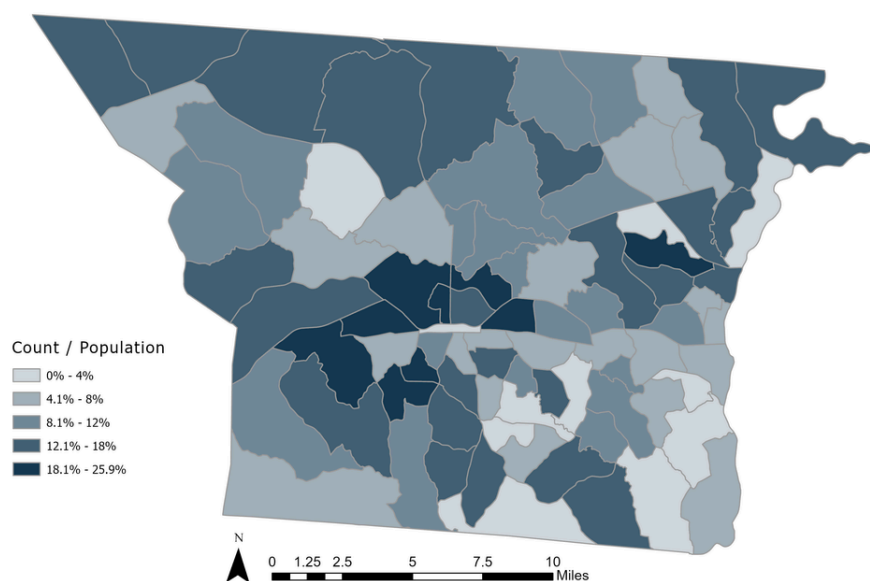 Count / Population
0% - 4%
4.1% - 8%
8.1% - 12%
12.1% - 18%
18.1% - 25.9%
N
0 1.25 2.5 5 7.5 10
Miles